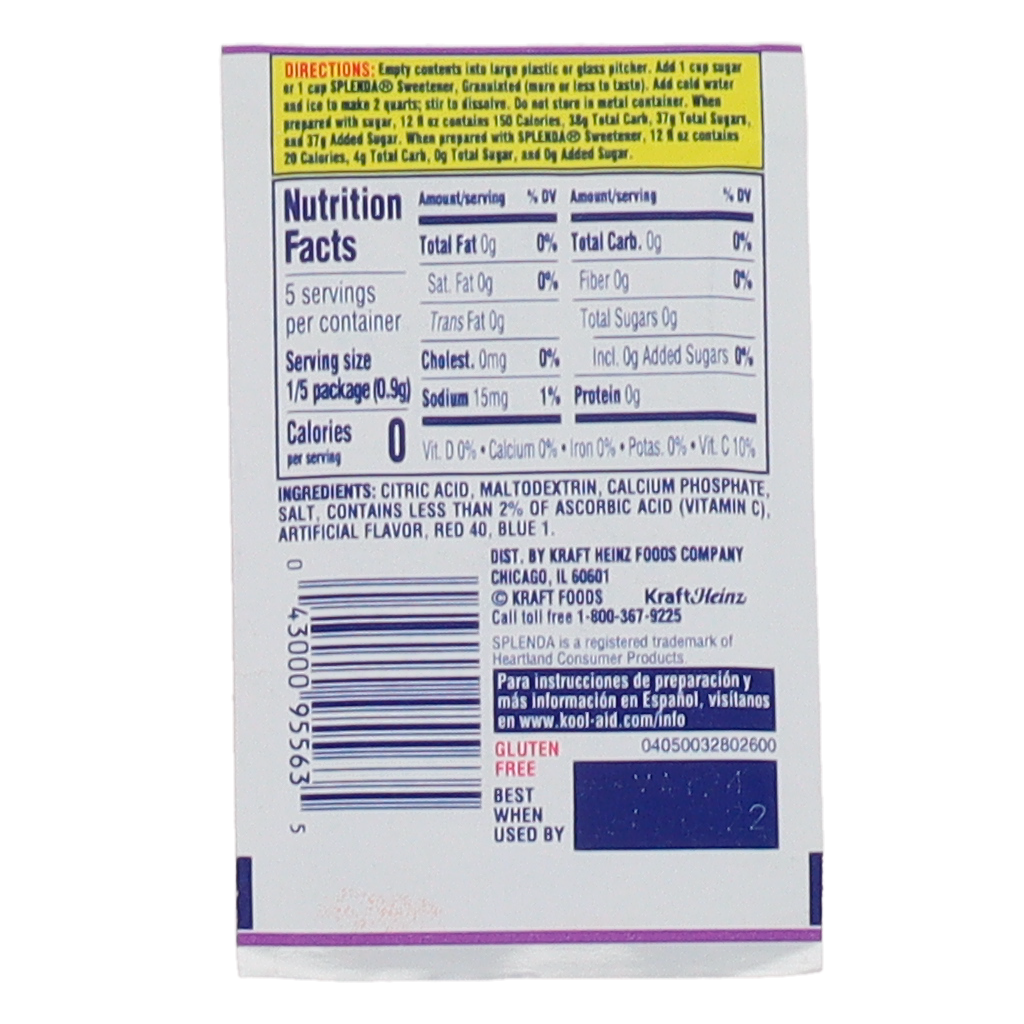 DIRECTIONS: Empty contents into large plastic or glass pitcher. Add 1 cup sugar
or 1 cup SPLENDA® Sweetener, Granulated (more or less to taste). Add cold water
and ice to make 2 quarts; stir to dissolve. Do not store in metal container. When
prepared with sugar, 12 fl oz contains 150 Calories, 38g Total Carb, 37g Total Sugars,
and 37g Added Sugar. When prepared with SPLENDA® Sweetener, 12 fl oz contains
20 Calories, 4g Total Carb, 0g Total Sugar, and 0g Added Sugar.
Nutrition
Facts
5 servings
per container
Serving size
1/5 package (0.9g)
Calories 0
per serving
Amount/serving % DV
Total Fat 0g 0%
Sat. Fat 0g 0%
Trans Fat 0g
Cholest. 0mg 0%
Sodium 15mg 1%
Amount/serving % DV
Total Carb. 0g 0%
Fiber 0g 0%
Total Sugars 0g
Incl. 0g Added Sugars 0%
Protein 0g
Vit. D 0% • Calcium 0% • Iron 0% • Potas. 0% • Vit. C 10%
INGREDIENTS: CITRIC ACID, MALTODEXTRIN, CALCIUM PHOSPHATE,
SALT, CONTAINS LESS THAN 2% OF ASCORBIC ACID (VITAMIN C),
ARTIFICIAL FLAVOR, RED 40, BLUE 1.
0 43000 95563 5
DIST. BY KRAFT HEINZ FOODS COMPANY
CHICAGO, IL 60601
© KRAFT FOODS KraftHeinz
Call toll free 1-800-367-9225
SPLENDA is a registered trademark of
Heartland Consumer Products.
Para instrucciones de preparación y
más información en Español, visítanos
en www.kool-aid.com/info
04050032802600
GLUTEN
FREE
BEST
WHEN
USED BY